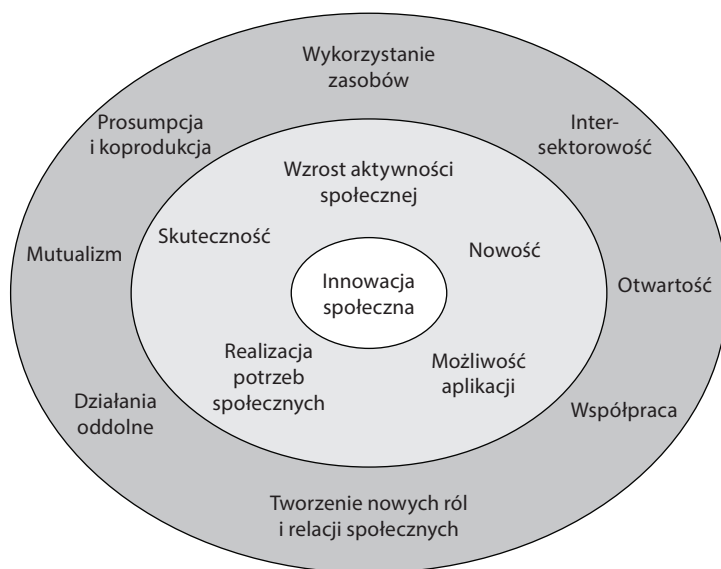 Wykorzystanie
zasobów
Prosumpcja
i koprodukcja
Inter-
sektorowość
Wzrost aktywności
społecznej
Skuteczność
Nowość
Mutualizm
Innowacja
społeczna
Otwartość
Realizacja
potrzeb
społecznych
Możliwość
aplikacji
Działania
oddolne
Współpraca
Tworzenie nowych ról
i relacji społecznych